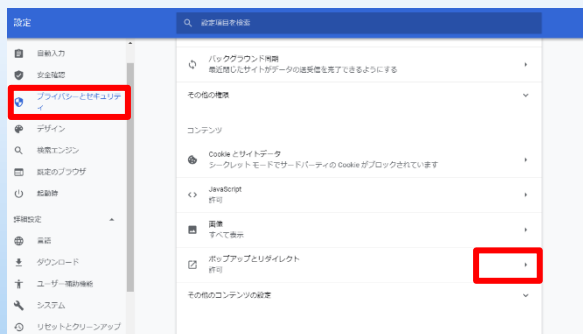 設定
設定項目を検索
自動入力
安全確認
プライバシーとセキュリテ
ィ
デザイン
検索エンジン
既定のブラウザ
起動時
詳細設定
言語
ダウンロード
ユーザー補助機能
システム
リセットとクリーンアップ
バックグラウンド同期
最近閉じたサイトがデータの送受信を完了できるようにする
その他の権限
コンテンツ
Cookie とサイトデータ
シークレット モードでサードパーティの Cookie がブロックされています
JavaScript
許可
画像
すべて表示
ポップアップとリダイレクト
許可
その他のコンテンツの設定